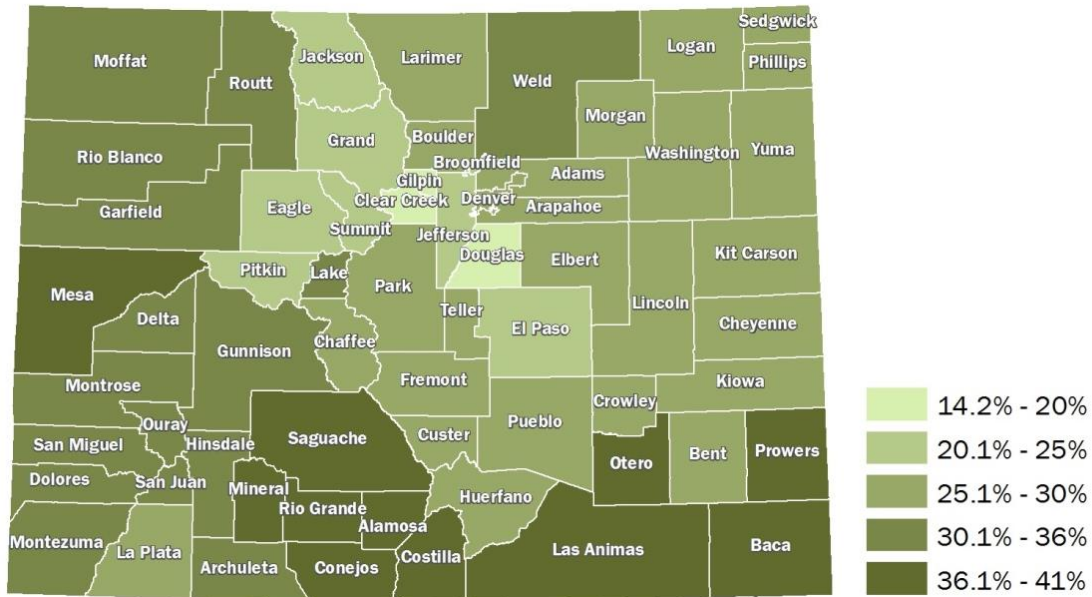 Sedgwick
Logan
Jackson
Larimer
Moffat
Phillips
Routt
Weld
Morgan
Grand
Boulder
Washington
Yuma
Rio Blanco
Broomfield
Gilpin
Adams
Clear Creek
Denver
Eagle
Arapahoe
Garfield
Summit
Jefferson
Douglas
Kit Carson
Elbert
Pitkin
Lake
Park
Mesa
Lincoln
Teller
Delta
El Paso
Cheyenne
Chaffee
Gunnison
Fremont
Kiowa
Montrose
Crowley
Pueblo
Ouray
Custer
Saguache
San Miguel
Hinsdale
Otero
Bent
Prowers
Dolores
San Juan
Mineral
Huerfano
Rio Grande
Alamosa
Montezuma
La Plata
Costilla
Las Animas
Baca
Archuleta
Conejos
14.2% - 20%
20.1% - 25%
25.1% - 30%
30.1% - 36%
36.1% - 41%